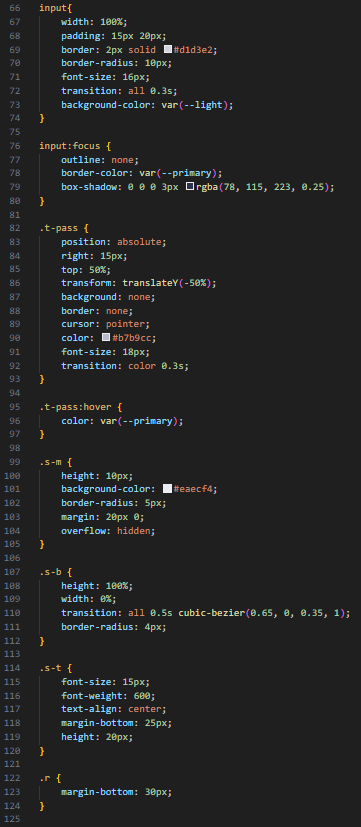 66 input{
67 width: 100%;
68 padding: 15px 20px;
69 border: 2px solid #d1d3e2;
70 border-radius: 10px;
71 font-size: 16px;
72 transition: all 0.3s;
73 background-color: var(--light);
74 }
75
76 input:focus {
77 outline: none;
78 border-color: var(--primary);
79 box-shadow: 0 0 0 3px rgba(78, 115, 223, 0.25);
80 }
81
82 .t-pass {
83 position: absolute;
84 right: 15px;
85 top: 50%;
86 transform: translateY(-50%);
87 background: none;
88 border: none;
89 cursor: pointer;
90 color: #b7b9cc;
91 font-size: 18px;
92 transition: color 0.3s;
93 }
94
95 .t-pass:hover {
96 color: var(--primary);
97 }
98
99 .s-m {
100 height: 10px;
101 background-color: #eaecf4;
102 border-radius: 5px;
103 margin: 20px 0;
104 overflow: hidden;
105 }
106
107 .s-b {
108 height: 100%;
109 width: 0%;
110 transition: all 0.5s cubic-bezier(0.65, 0, 0.35, 1);
111 border-radius: 4px;
112 }
113
114 .s-t {
115 font-size: 15px;
116 font-weight: 600;
117 text-align: center;
118 margin-bottom: 25px;
119 height: 20px;
120 }
121
122 .r {
123 margin-bottom: 30px;
124 }
125